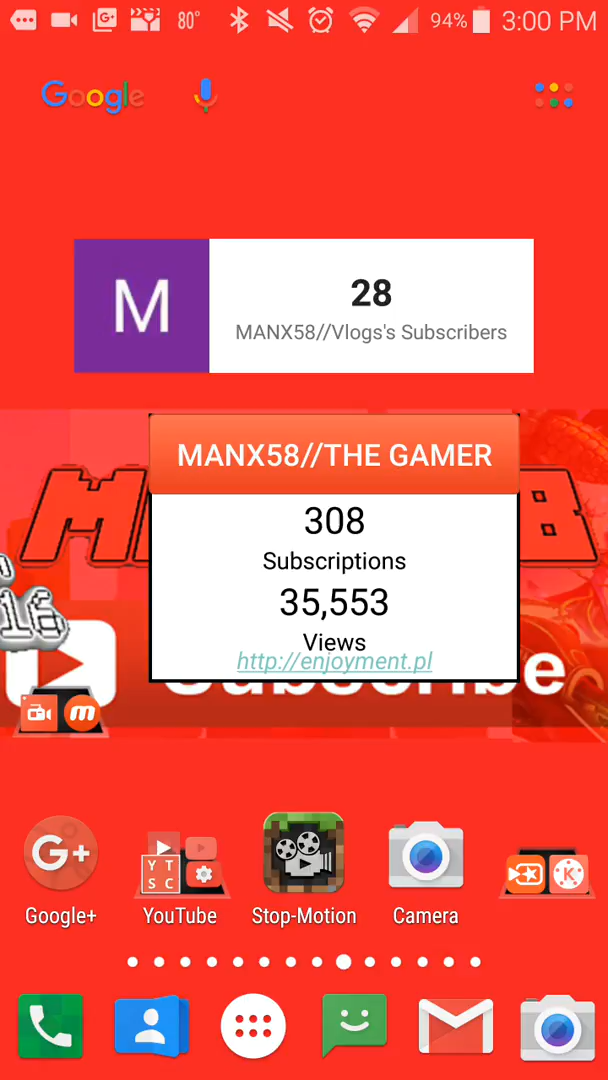 80°
94%
3:00 PM
Google
M
28
MANX58//Vlogs's Subscribers
MANX58//THE GAMER
308
Subscriptions
35,553
Views
http://enjoyment.pl
B
16
Subscribe
m
G+
Y T
S C
K
Google+
YouTube
Stop-Motion
Camera